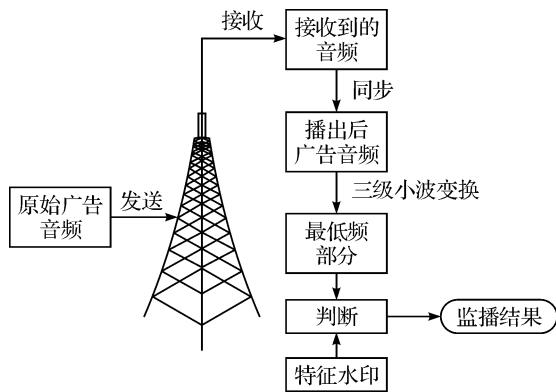 接收
接收到的
音频
同步
播出后
广告音频
原始广告
音频
发送
三级小波变换
最低频
部分
判断
监播结果
特征水印